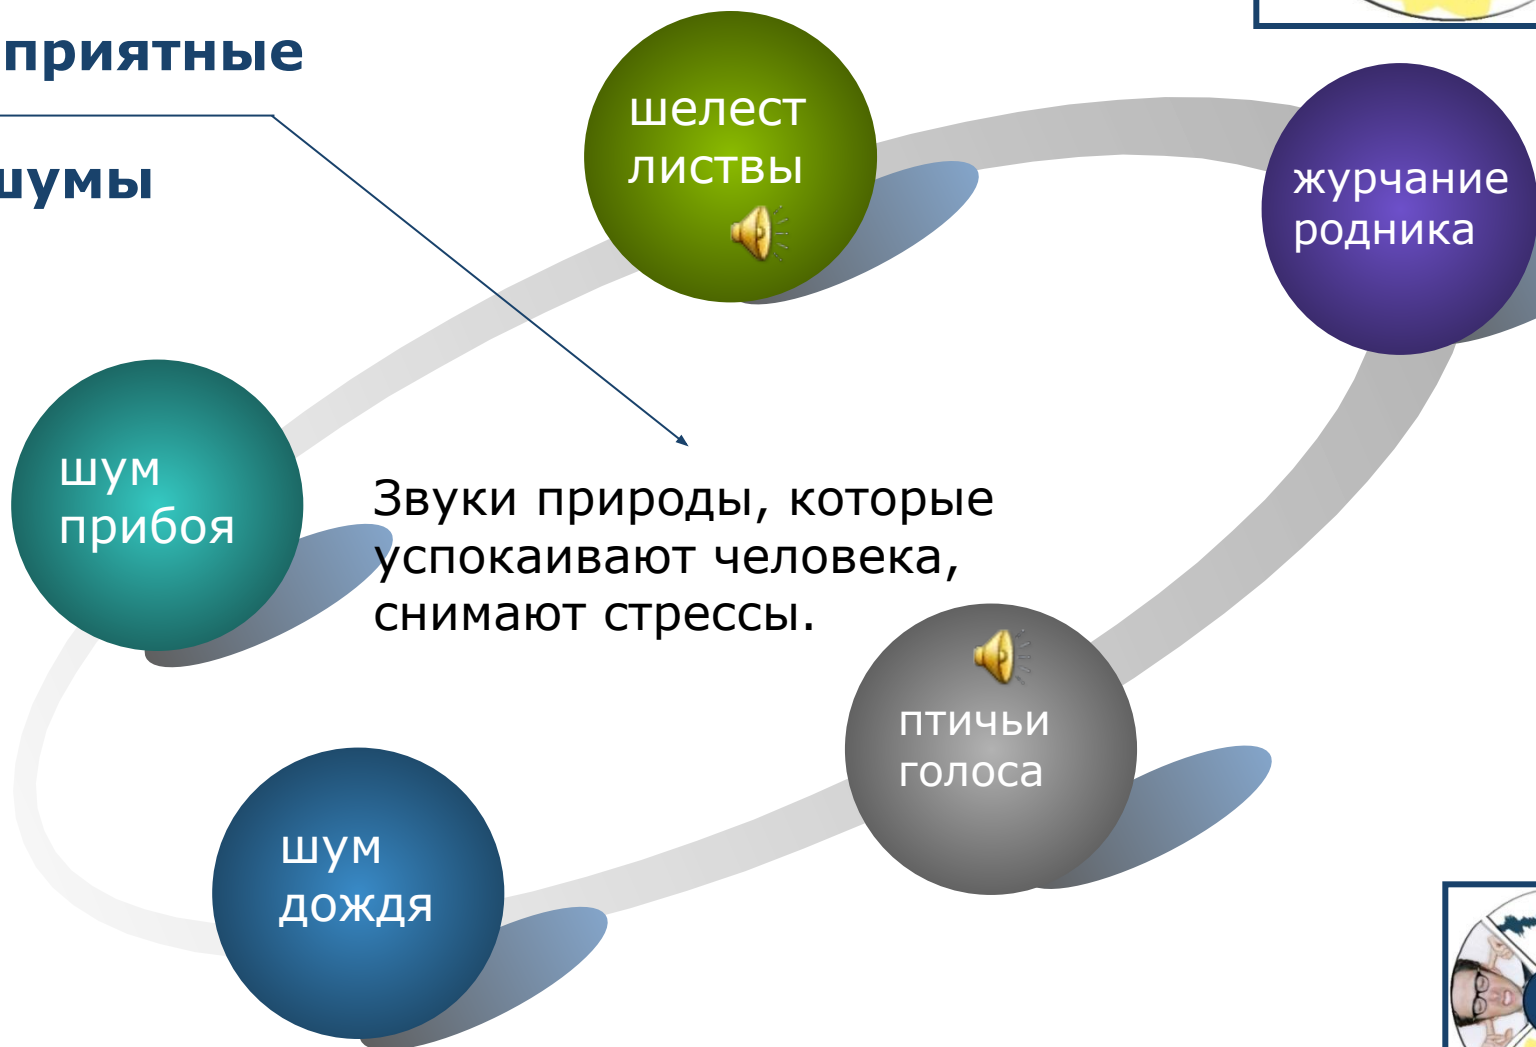 приятные
шумы
шелест
листвы
журчание
родника
шум
прибоя
Звуки природы, которые
успокаивают человека,
снимают стрессы.
птичьи
голоса
шум
дождя